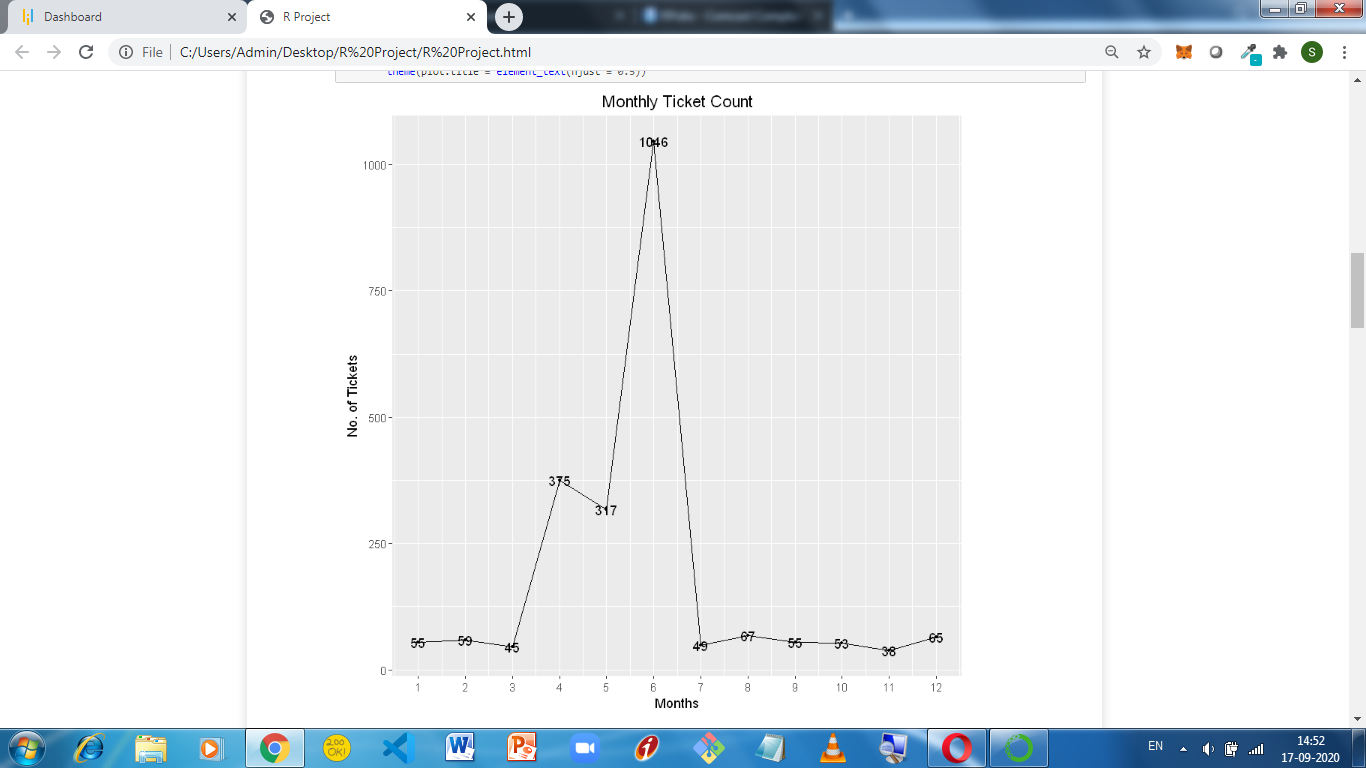 Dashboard
R Project
File
C:/Users/Admin/Desktop/R%20Project/R%20Project.html
S
theme(plot.title = element_text(hjust = 0.5))
Monthly Ticket Count
1046
1000
750
No. of Tickets
500
375
317
250
55 59 45 49 67 55 53 38 65
0
1 2 3 4 5 6 7 8 9 10 11 12
Months
200 OK!
EN
14:52
17-09-2020